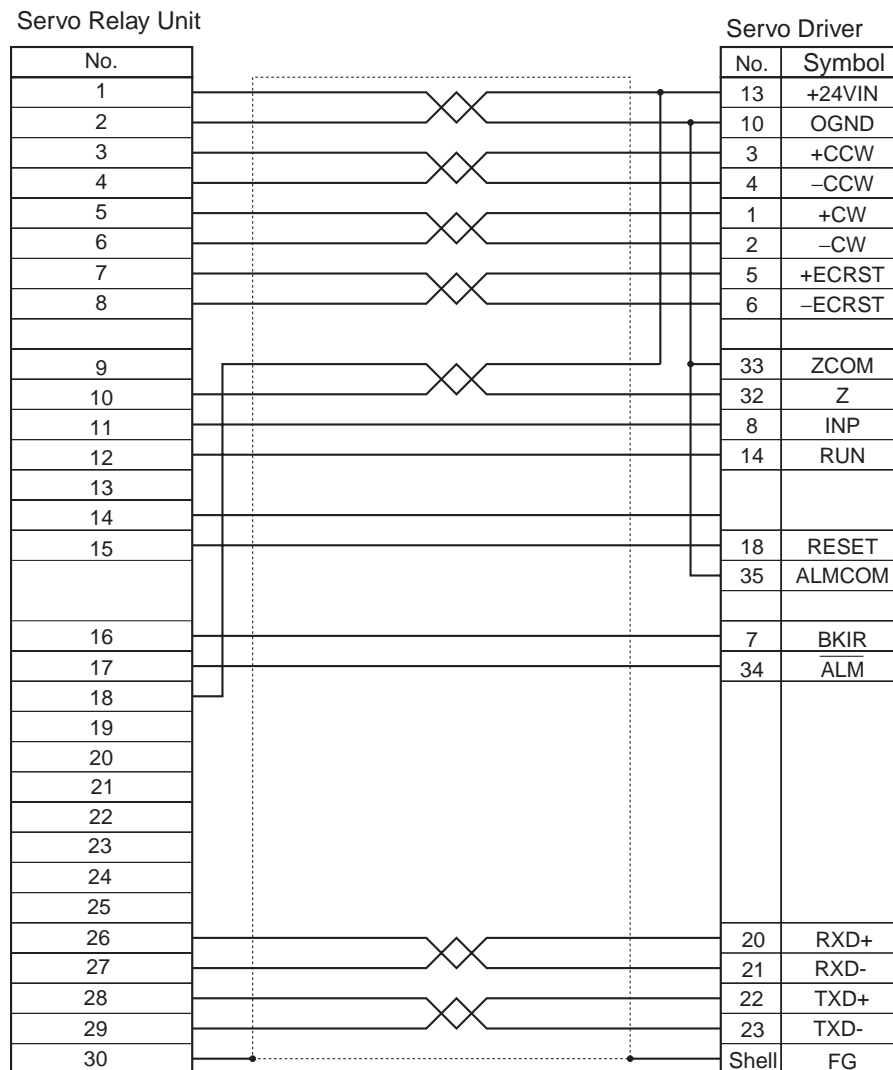 Servo Relay Unit
Servo Driver
No.
No. Symbol
1
13 +24VIN
2
10 OGND
3
3 +CCW
4
4 −CCW
5
1 +CW
6
2 −CW
7
5 +ECRST
8
6 −ECRST
9
33 ZCOM
10
32 Z
11
8 INP
12
14 RUN
13
14
15
18 RESET
35 ALMCOM
16
7 BKIR
17
34 ALM
18
19
20
21
22
23
24
25
26
20 RXD+
27
21 RXD-
28
22 TXD+
29
23 TXD-
30
Shell FG